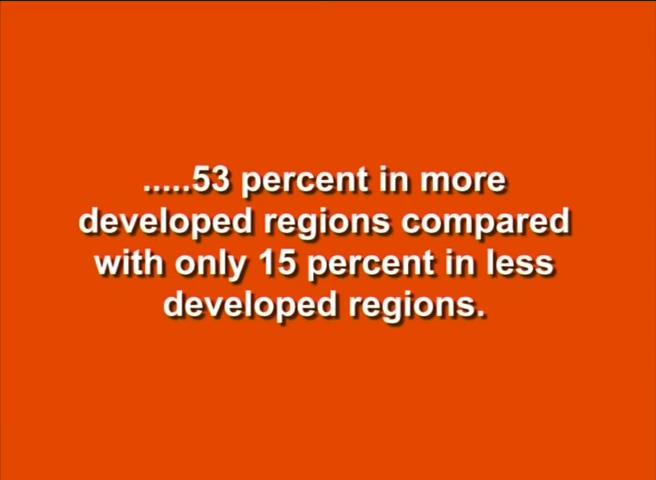 .....53 percent in more
developed regions compared
with only 15 percent in less
developed regions.